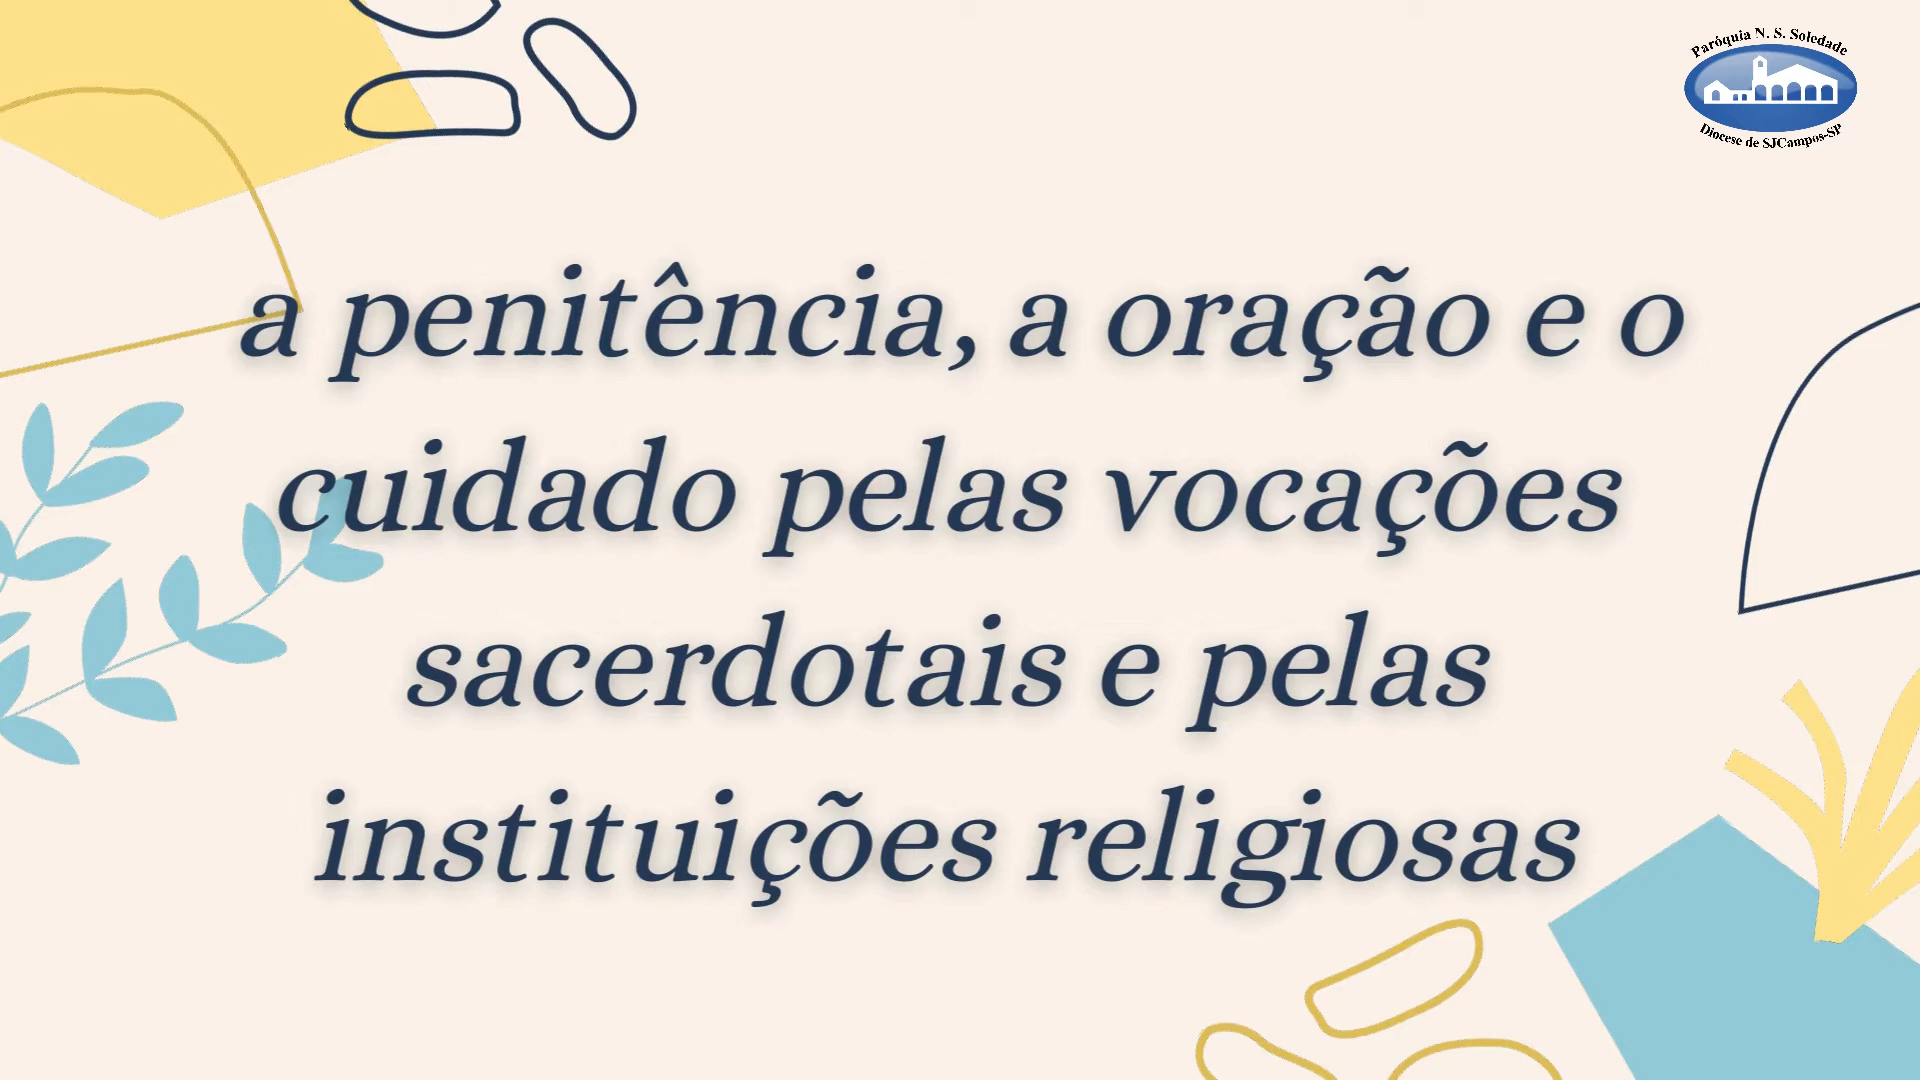 Paróquia N. S. Soledade
Diocese de SJCampos-SP
a penitência, a oração e o
cuidado pelas vocações
sacerdotais e pelas
instituições religiosas